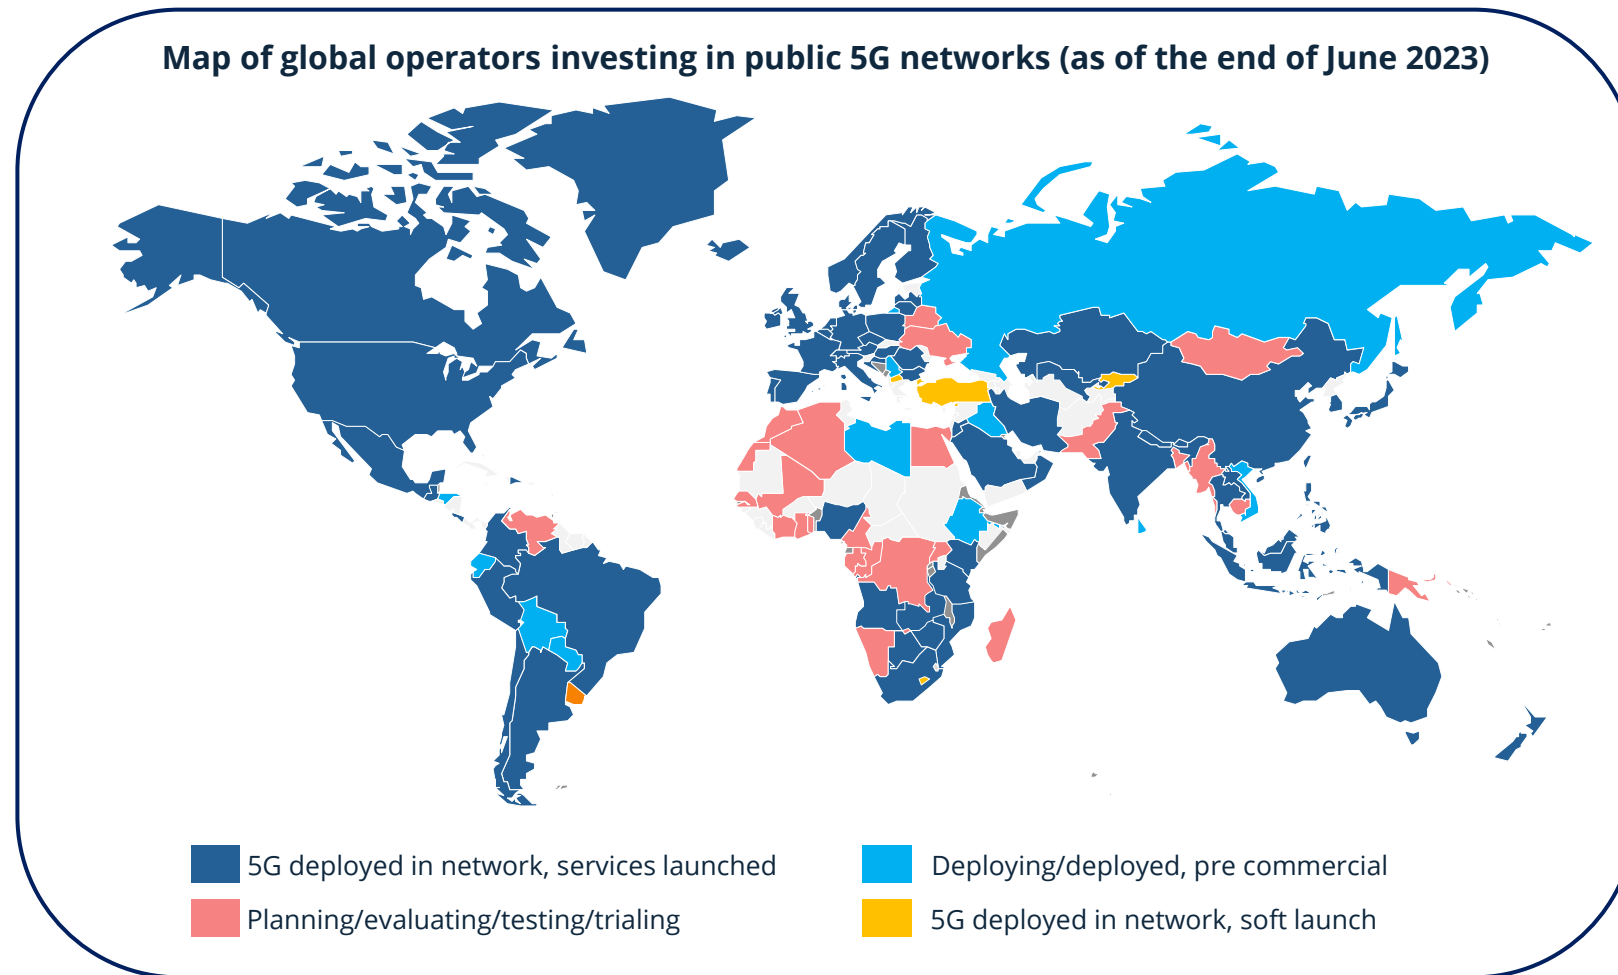 Map of global operators investing in public 5G networks (as of the end of June 2023)
5G deployed in network, services launched
Deploying/deployed, pre commercial
Planning/evaluating/testing/trialing
5G deployed in network, soft launch